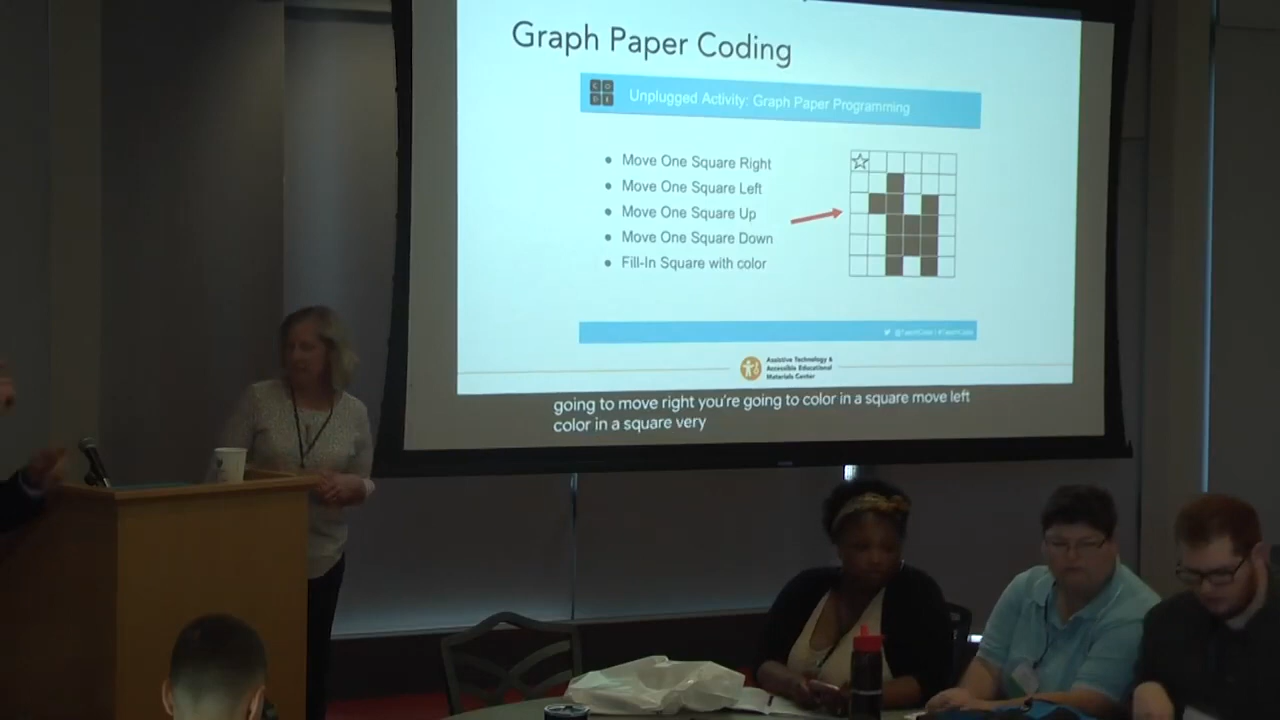 Graph Paper Coding
C O
D E
Unplugged Activity: Graph Paper Programming
• Move One Square Right
• Move One Square Left
• Move One Square Up
• Move One Square Down
• Fill-In Square with color
Assistive Technology &
Accessible Educational
Materials Center
going to move right you're going to color in a square move left
color in a square very